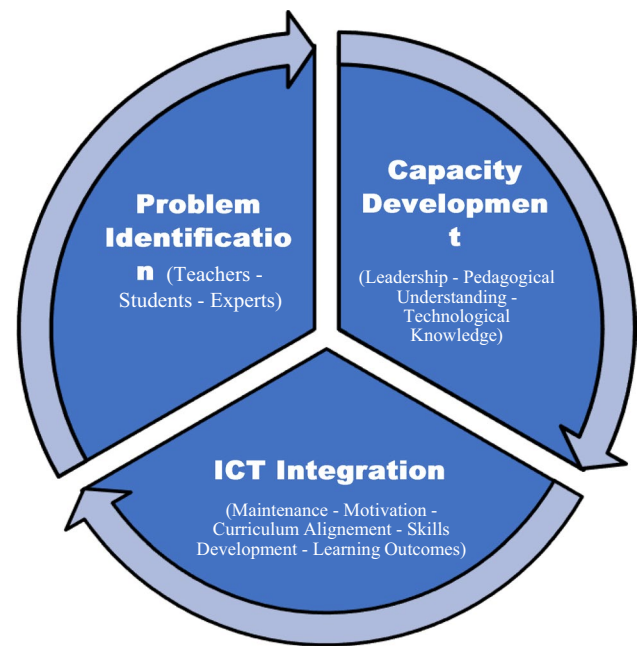 Problem
Identificatio
n (Teachers -
Students - Experts)
Capacity
Developmen
t
(Leadership - Pedagogical
Understanding -
Technological
Knowledge)
ICT Integration
(Maintenance - Motivation -
Curriculum Alignement - Skills
Development - Learning Outcomes)